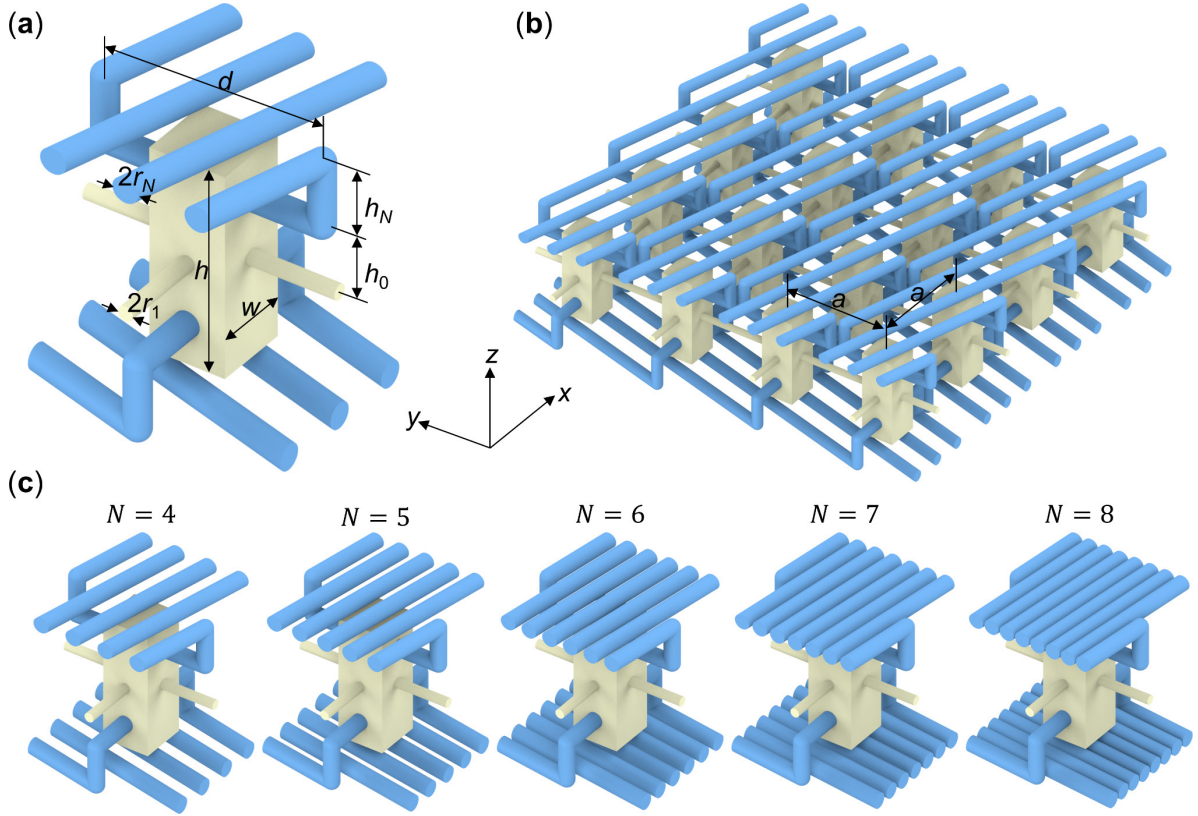 (a)
(b)
d
2r_N
h_N
h
h_0
2r_1
w
a
a
z
x
y
(c)
N = 4
N = 5
N = 6
N = 7
N = 8